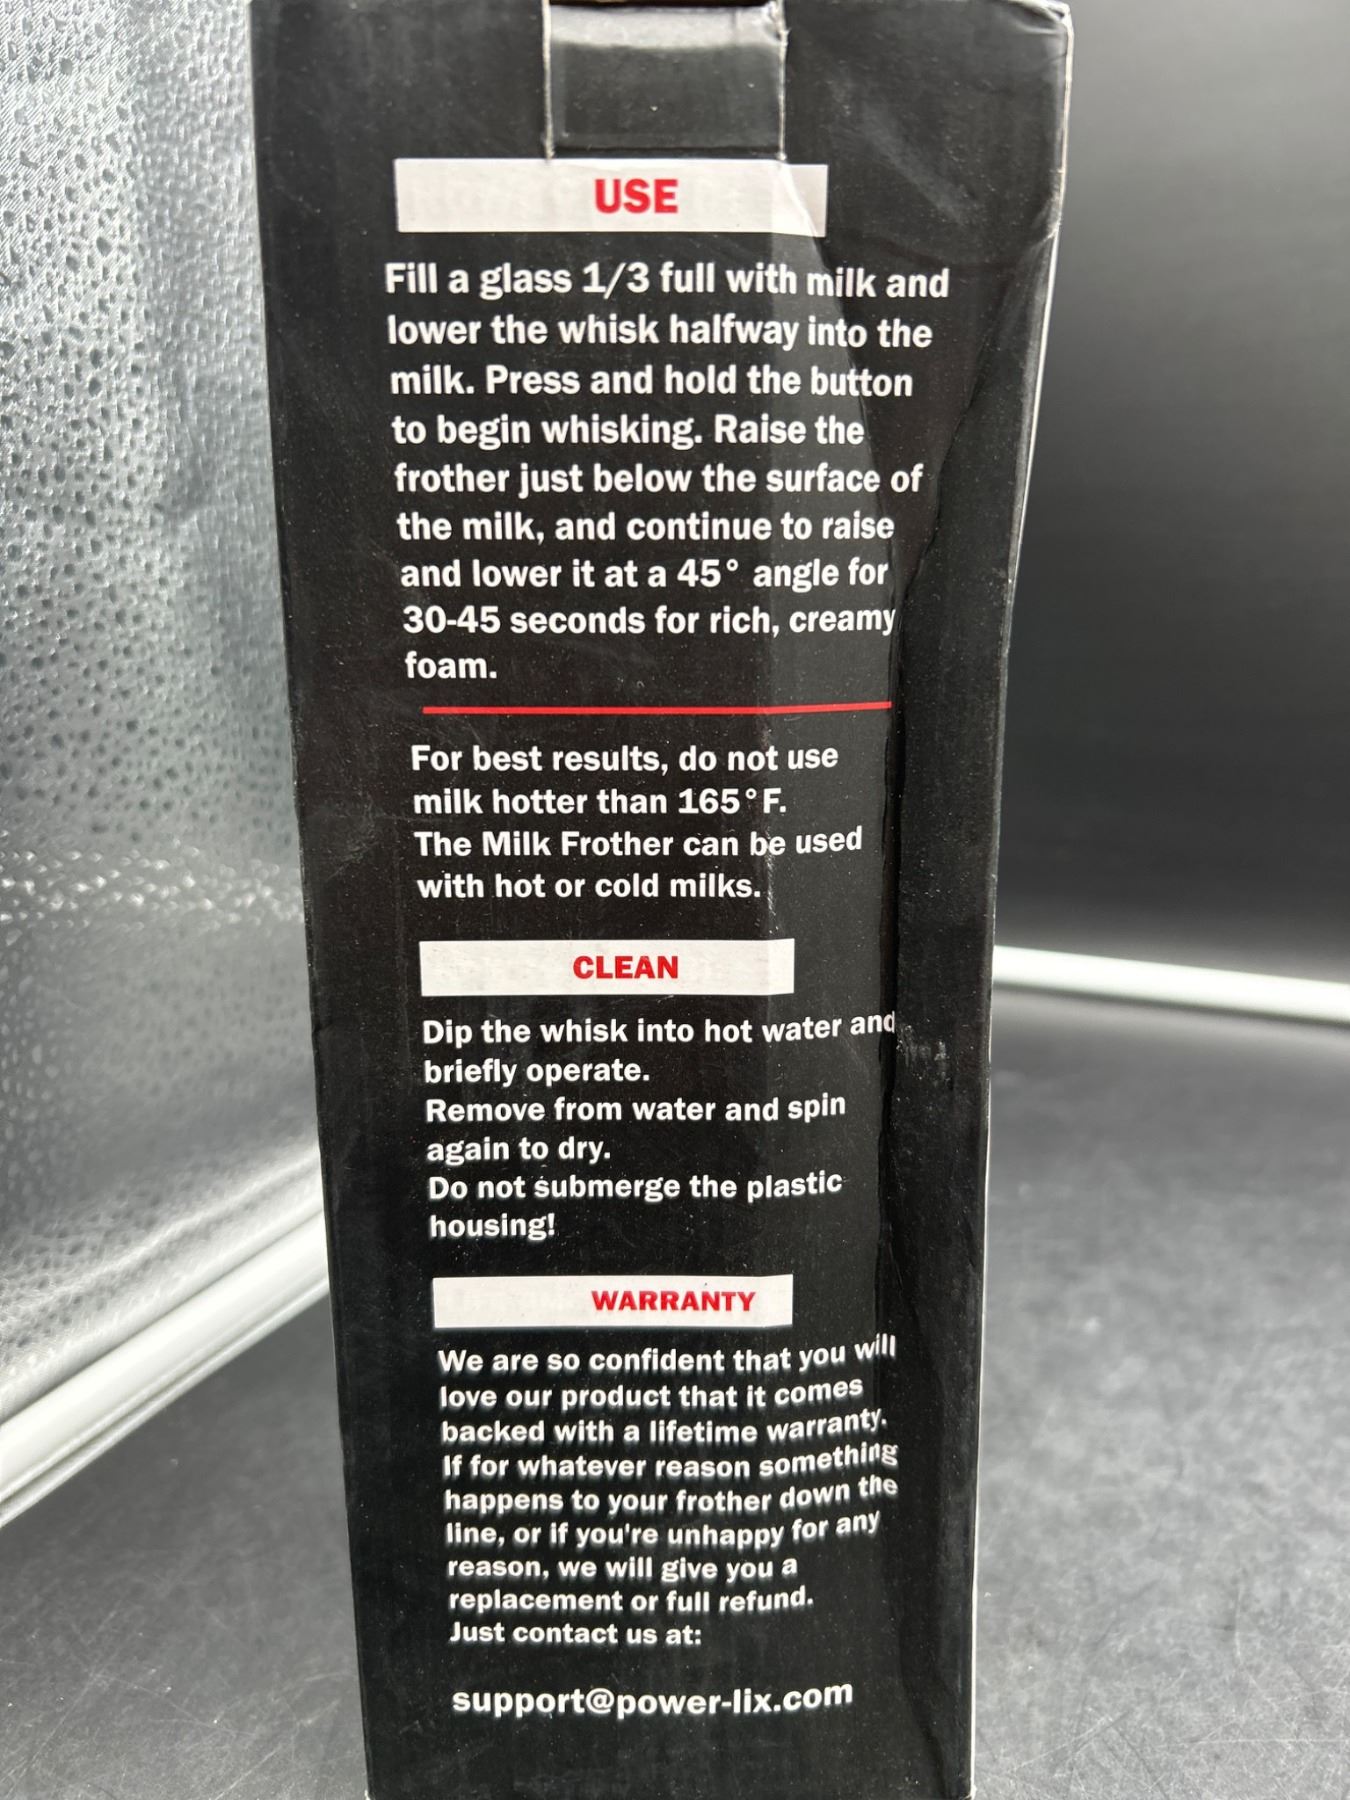 USE
Fill a glass 1/3 full with milk and
lower the whisk halfway into the
milk. Press and hold the button
to begin whisking. Raise the
frother just below the surface of
the milk, and continue to raise
and lower it at a 45° angle for
30-45 seconds for rich, creamy
foam.
For best results, do not use
milk hotter than 165°F.
The Milk Frother can be used
with hot or cold milks.
CLEAN
Dip the whisk into hot water and
briefly operate.
Remove from water and spin
again to dry.
Do not submerge the plastic
housing!
WARRANTY
We are so confident that you will
love our product that it comes
backed with a lifetime warranty.
If for whatever reason something
happens to your frother down the
line, or if you're unhappy for any
reason, we will give you a
replacement or full refund.
Just contact us at:
support@power-lix.com